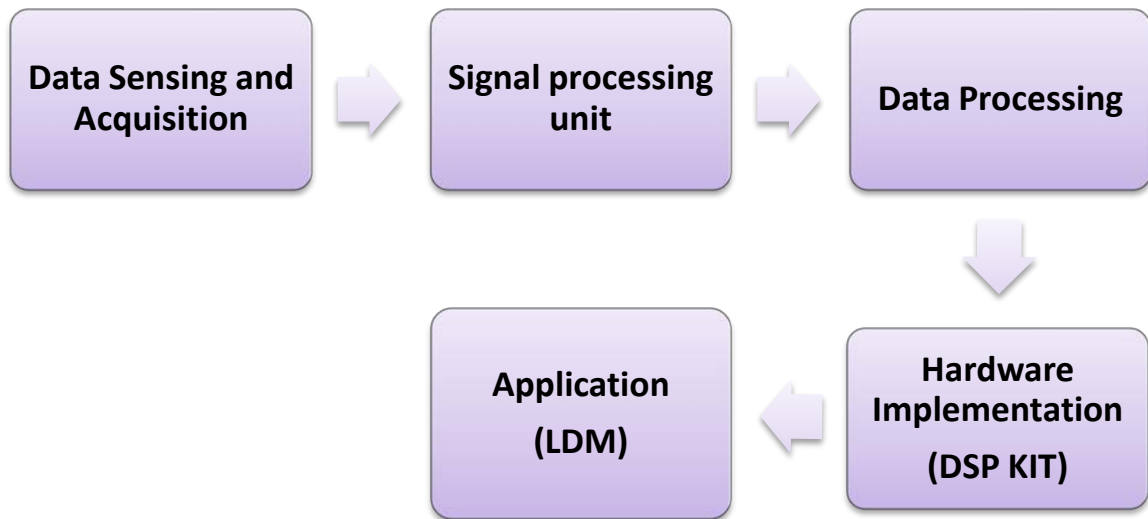 Data Sensing and
Acquisition
Signal processing
unit
Data Processing
Hardware
Implementation
(DSP KIT)
Application
(LDM)